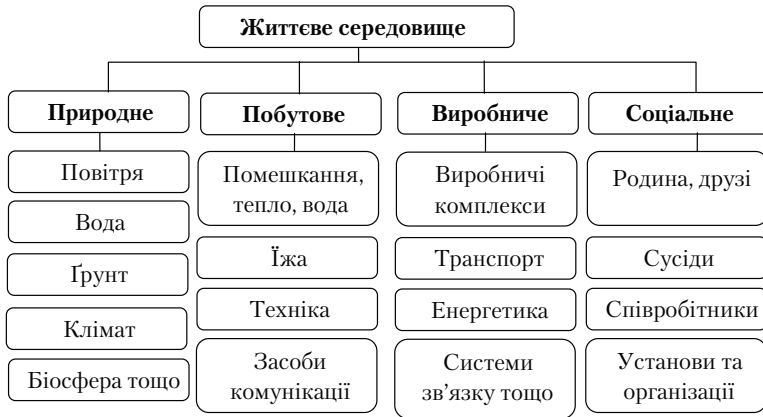 Життєве середовище
Природне
Повітря
Вода
Ґрунт
Клімат
Біосфера тощо
Побутове
Помешкання,
тепло, вода
Їжа
Техніка
Засоби
комунікації
Виробниче
Виробничі
комплекси
Транспорт
Енергетика
Системи
зв'язку тощо
Соціальне
Родина, друзі
Сусіди
Співробітники
Установи та
організації